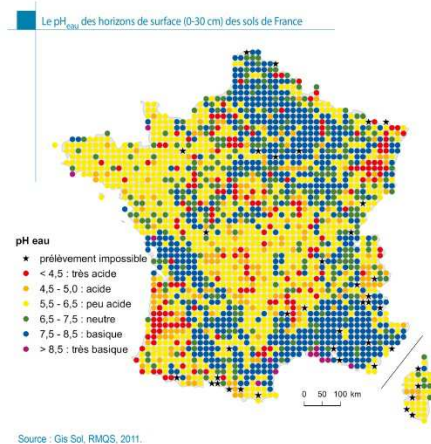 Le pHeau des horizons de surface (0-30 cm) des sols de France
pH eau
prélèvement impossible
< 4,5 : très acide
4,5 - 5,0 : acide
5,5 - 6,5 : peu acide
6,5 - 7,5 : neutre
7,5 - 8,5 : basique
> 8,5 : très basique
0 50 100 km
Source : Gis Sol, RMQS, 2011.